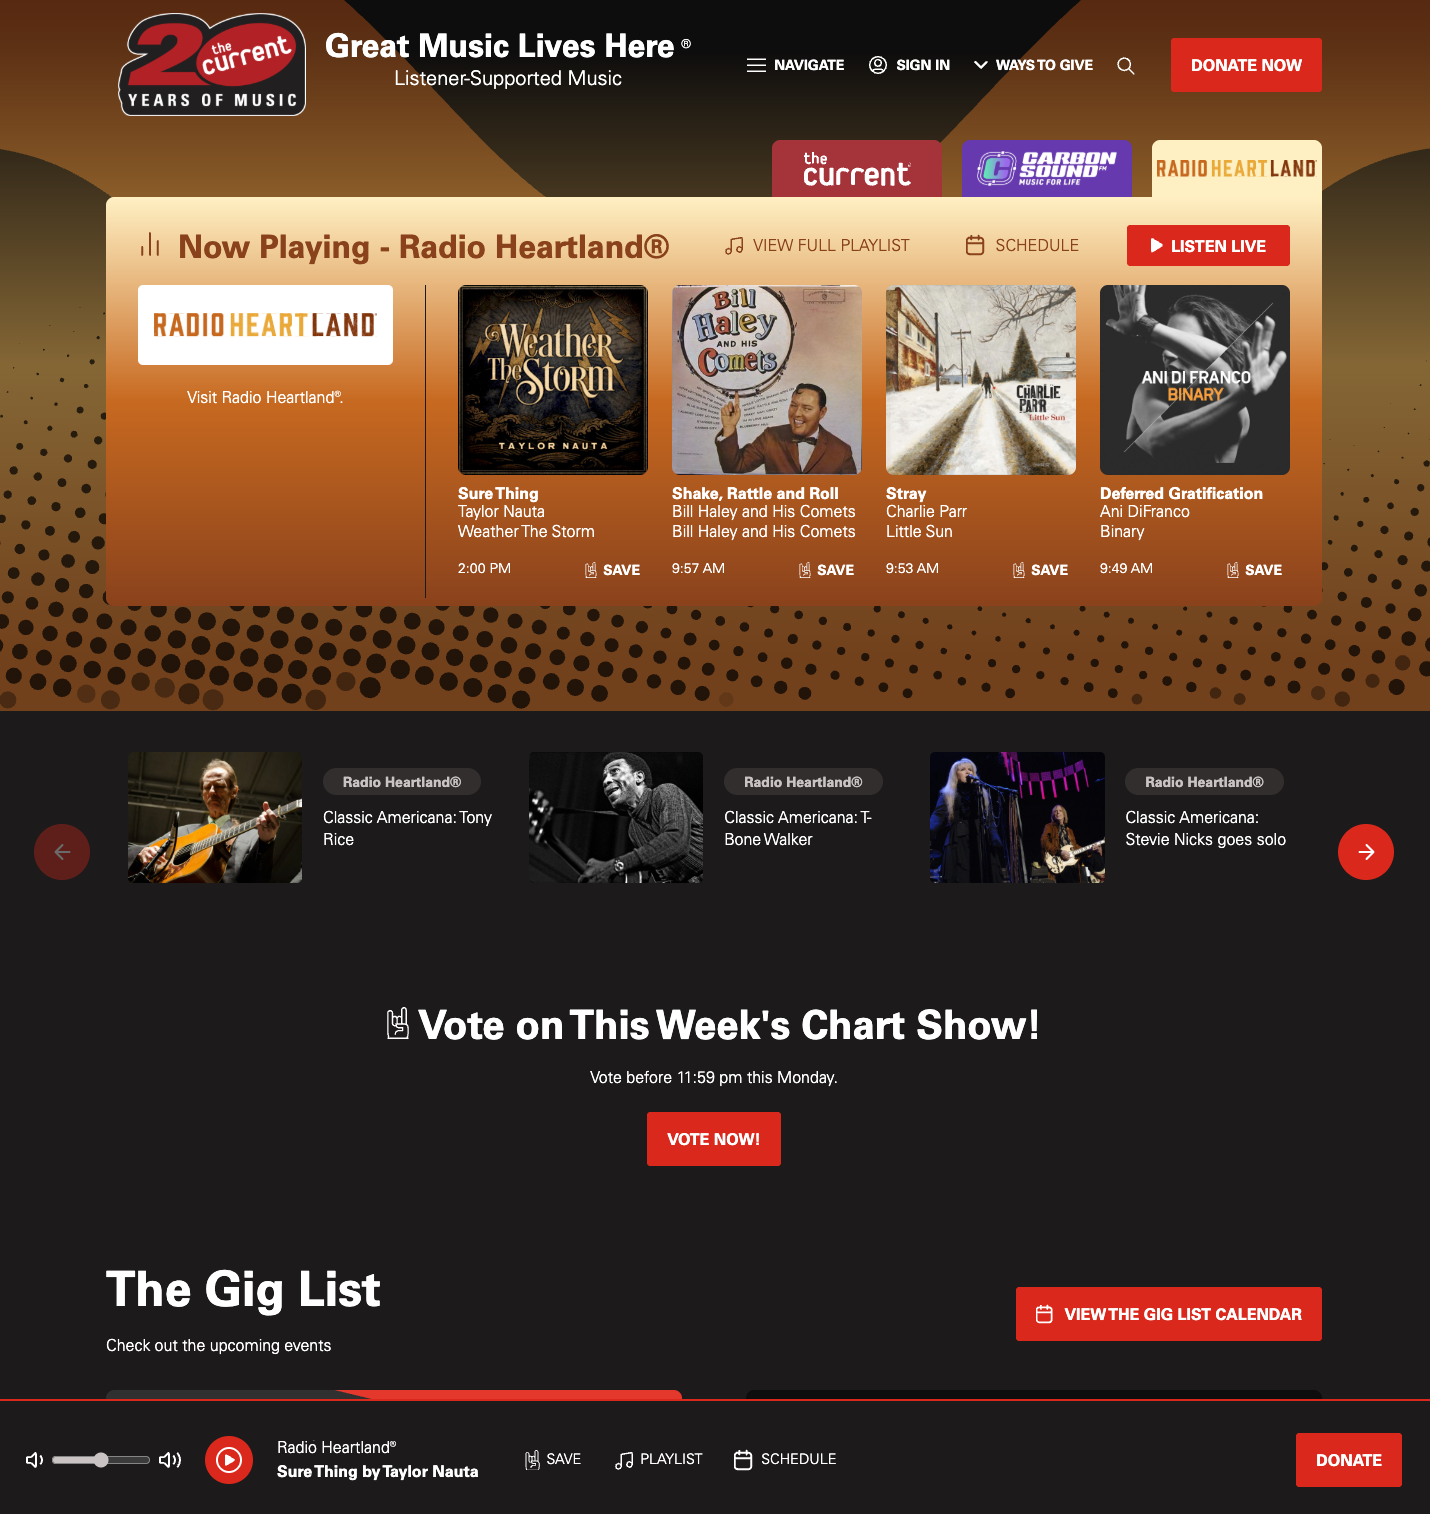 20
the
current
YEARS OF MUSIC
Great Music Lives Here ®
Listener-Supported Music
NAVIGATE
SIGN IN
WAYS TO GIVE
DONATE NOW
the
current
CARBON
SOUND FM
MUSIC FOR LIFE
RADIO HEARTLAND
Now Playing - Radio Heartland®
VIEW FULL PLAYLIST
SCHEDULE
LISTEN LIVE
RADIO HEARTLAND
Visit Radio Heartland®.
Weather
The Storm
TAYLOR NAUTA
Sure Thing
Taylor Nauta
Weather The Storm
2:00 PM
SAVE
Bill
Haley
AND HIS
Comets
Shake, Rattle and Roll
Bill Haley and His Comets
Bill Haley and His Comets
9:57 AM
SAVE
CHARLIE
PARR
Little Sun
Stray
Charlie Parr
Little Sun
9:53 AM
SAVE
ANI DIFRANCO
BINARY
Deferred Gratification
Ani DiFranco
Binary
9:49 AM
SAVE
Radio Heartland®
Classic Americana: Tony
Rice
Radio Heartland®
Classic Americana: T-
Bone Walker
Radio Heartland®
Classic Americana:
Stevie Nicks goes solo
Vote on This Week's Chart Show!
Vote before 11:59 pm this Monday.
VOTE NOW!
The Gig List
Check out the upcoming events
VIEW THE GIG LIST CALENDAR
Radio Heartland®
Sure Thing by Taylor Nauta
SAVE
PLAYLIST
SCHEDULE
DONATE